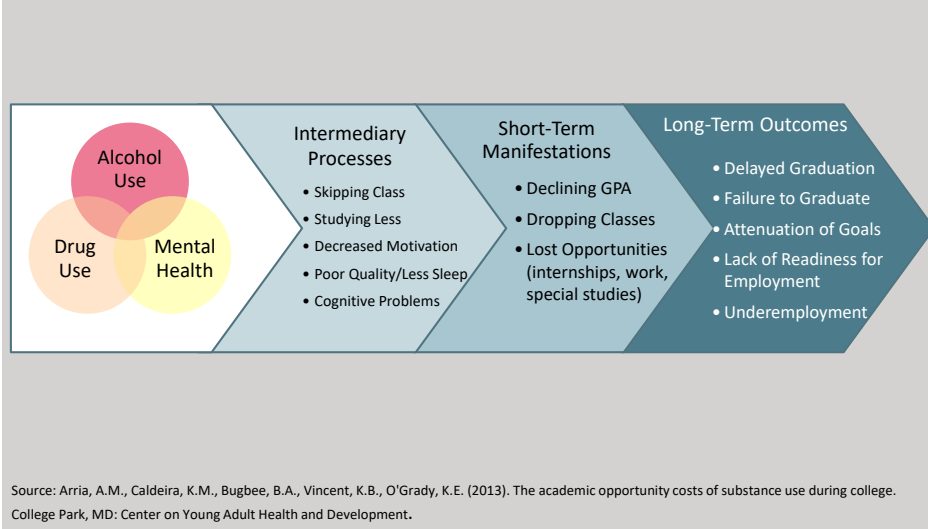 Alcohol
Use
Drug
Use
Mental
Health
Intermediary
Processes
• Skipping Class
• Studying Less
• Decreased Motivation
• Poor Quality/Less Sleep
• Cognitive Problems
Short-Term
Manifestations
• Declining GPA
• Dropping Classes
• Lost Opportunities
(internships, work,
special studies)
Long-Term Outcomes
• Delayed Graduation
• Failure to Graduate
• Attenuation of Goals
• Lack of Readiness for
Employment
• Underemployment
Source: Arria, A.M., Caldeira, K.M., Bugbee, B.A., Vincent, K.B., O'Grady, K.E. (2013). The academic opportunity costs of substance use during college.
College Park, MD: Center on Young Adult Health and Development.